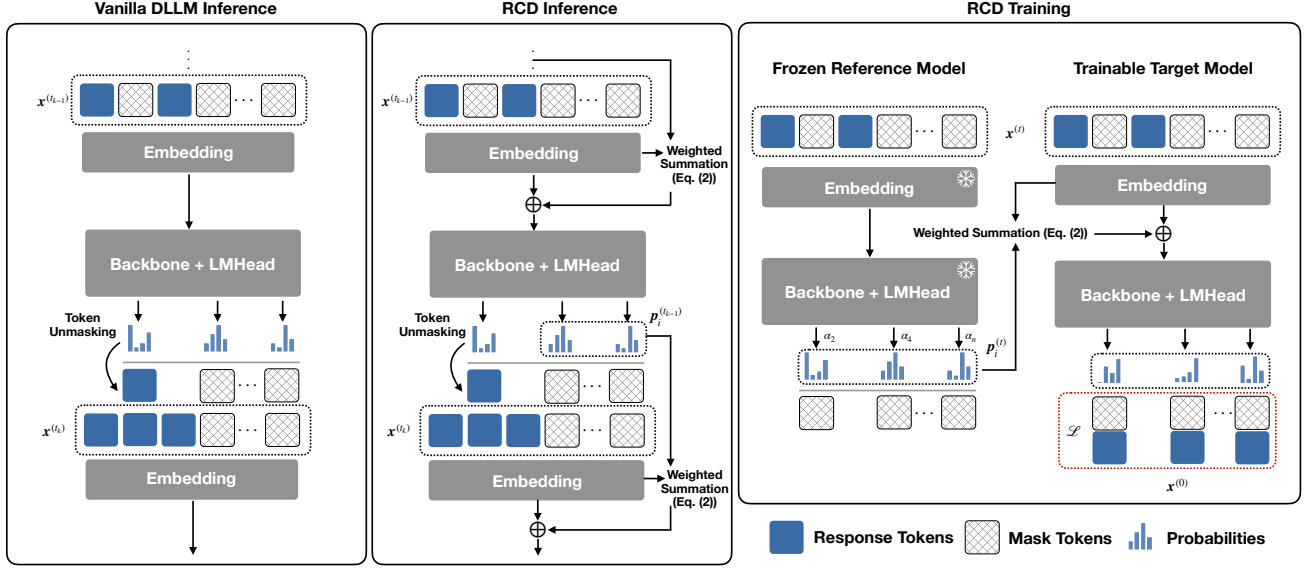 Vanilla DLLM Inference
x^{(t_{k-1})}
Embedding
Backbone + LMHead
Token
Unmasking
x^{(t_k)}
Embedding
RCD Inference
x^{(t_{k-1})}
Embedding
Weighted
Summation
(Eq. (2))
Backbone + LMHead
Token
Unmasking
p_i^{(t_{k-1})}
x^{(t_k)}
Embedding
Weighted
Summation
(Eq. (2))
RCD Training
Frozen Reference Model
Trainable Target Model
x^{(t)}
Embedding
Embedding
Weighted Summation (Eq. (2))
Backbone + LMHead
Backbone + LMHead
α_2
α_4
α_n
p_i^{(t)}
ℒ
x^{(0)}
Response Tokens
Mask Tokens
Probabilities